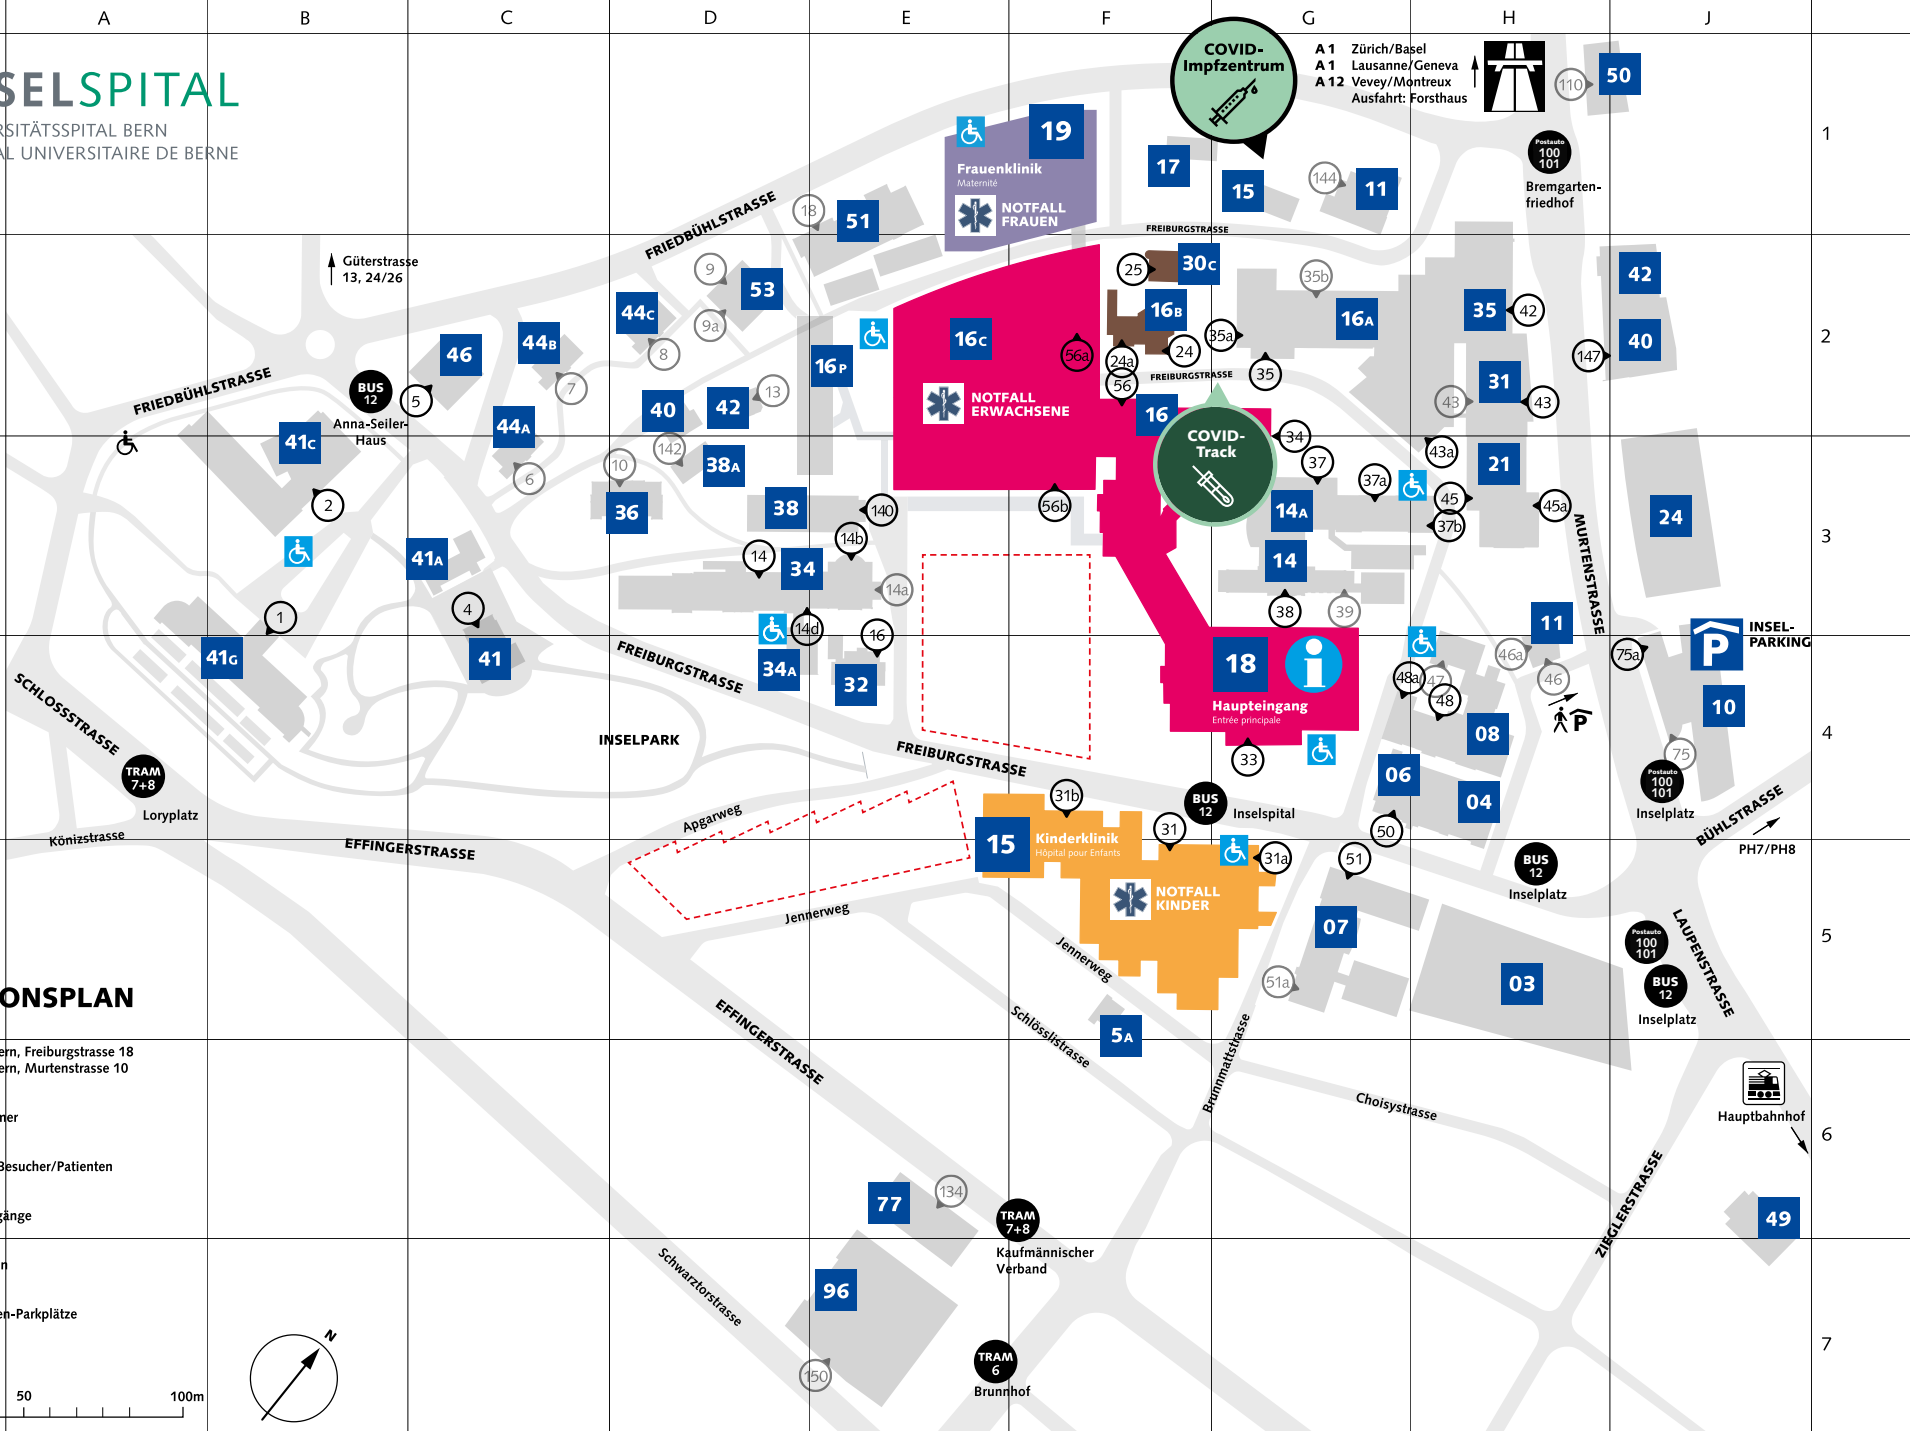 A B C D E F G H J
SELSPITAL
RSITÄTSSPITAL BERN
AL UNIVERSITAIRE DE BERNE
COVID-
Impfzentrum
A 1 Zürich/Basel
A 1 Lausanne/Geneva
A 12 Vevey/Montreux
Ausfahrt: Forsthaus
110
50
1
19
Frauenklinik
Maternité
NOTFALL
FRAUEN
17
15
144
11
Postauto
100
101
Bremgarten-
friedhof
18
51
FRIEDBÜHLSTRASSE
FREIBURGSTRASSE
Güterstrasse
13, 24/26
9
53
9a
44C
8
44B
7
46
5
BUS
12
Anna-Seiler-
Haus
FRIEDBÜHLSTRASSE
44A
40
42
13
16P
16C
56a
NOTFALL
ERWACHSENE
25
30C
16B
24a
24
56
35a
35b
16A
35
FREIBURGSTRASSE
16
35
42
31
43
43
147
42
40
2
COVID-
Track
34
37
37a
43a
21
45
37b
45a
14A
14
38
39
MURTENSTRASSE
24
3
41C
2
6
10
142
38A
36
38
140
14b
14
34
14a
14d
34A
16
32
56b
41A
4
41
1
41G
SCHLOSSSTRASSE
FREIBURGSTRASSE
INSELPARK
18
Haupteingang
Entrée principale
33
11
46a
46
47
48a
48
08
06
04
50
P
75a
P
INSEL-
PARKING
10
75
Postauto
100
101
Inselplatz
4
TRAM
7+8
Loryplatz
Könizstrasse
EFFINGERSTRASSE
Apgarweg
FREIBURGSTRASSE
Jennerweg
31b
31
BUS
12
Inselspital
15
Kinderklinik
Hôpital pour Enfants
NOTFALL
KINDER
31a
51
07
51a
BUS
12
Inselplatz
BÜHLSTRASSE
PH7/PH8
LAUPENSTRASSE
Postauto
100
101
BUS
12
Inselplatz
03
5
Jennerweg
Schlösslistrasse
5A
Brunnmattstrasse
EFFINGERSTRASSE
ONSPLAN
ern, Freiburgstrasse 18
ern, Murtenstrasse 10
ner
Besucher/Patienten
gänge
n
en-Parkplätze
Choisystrasse
ZIEGLERSTRASSE
Hauptbahnhof
6
49
77
134
TRAM
7+8
Kaufmännischer
Verband
Schwarztorstrasse
96
150
TRAM
6
Brunnhof
7
N
50 100m